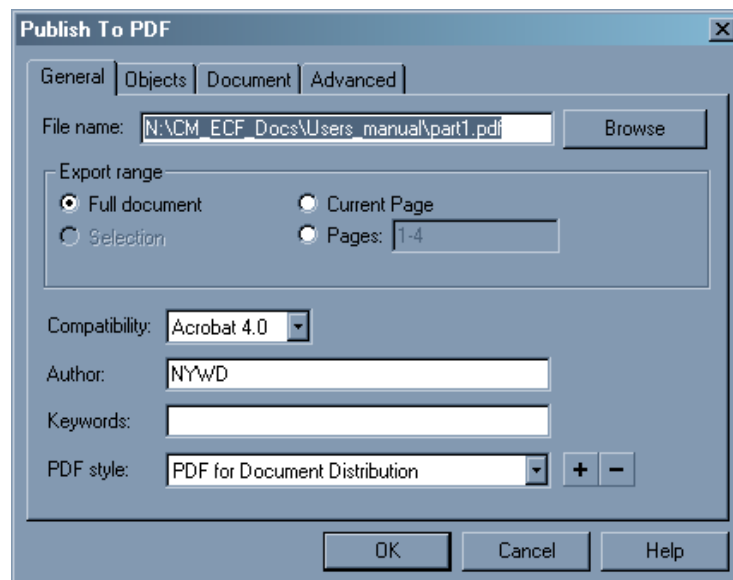 Publish To PDF
General Objects Document Advanced
File name: N:\CM_ECF_Docs\Users_manual\part1.pdf Browse
Export range
Full document Current Page
Selection Pages: 1-4
Compatibility: Acrobat 4.0
Author: NYWD
Keywords:
PDF style: PDF for Document Distribution + −
OK Cancel Help